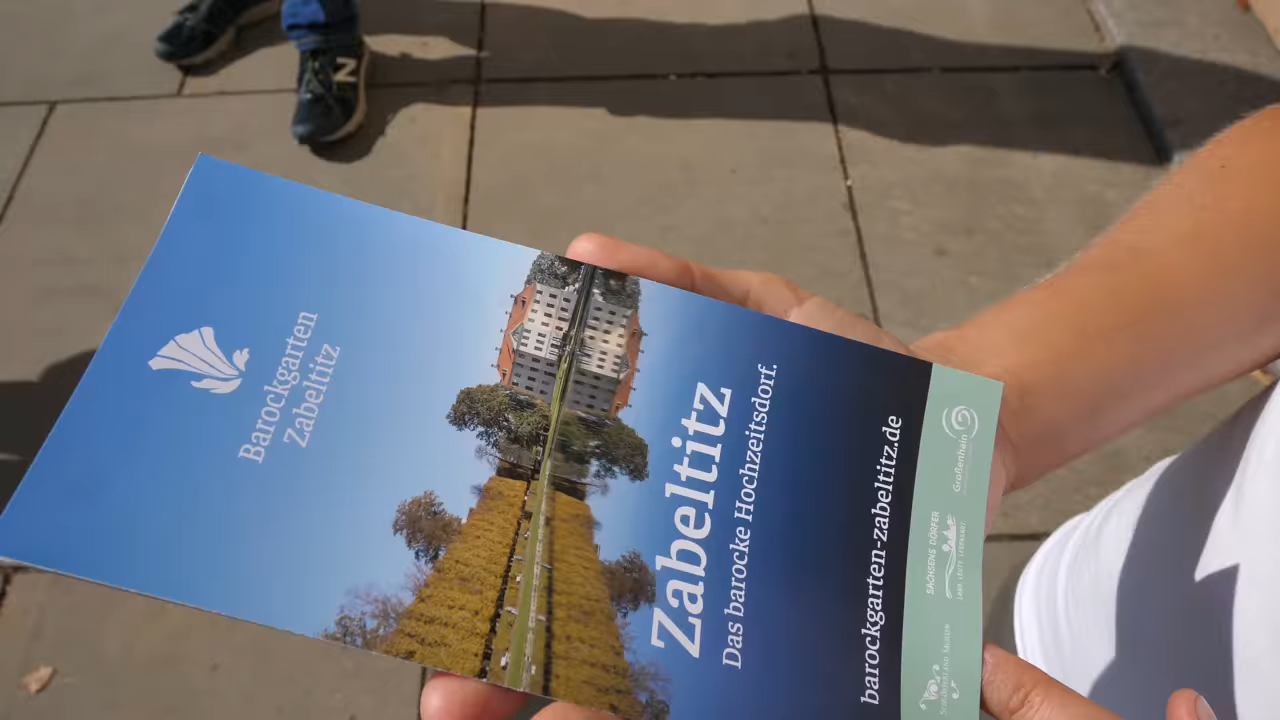 Barockgarten
Zabeltitz
Zabeltitz
Das barocke Hochzeitsdorf.
barockgarten-zabeltitz.de
SACHSENS DÖRFER
Großenhain
N